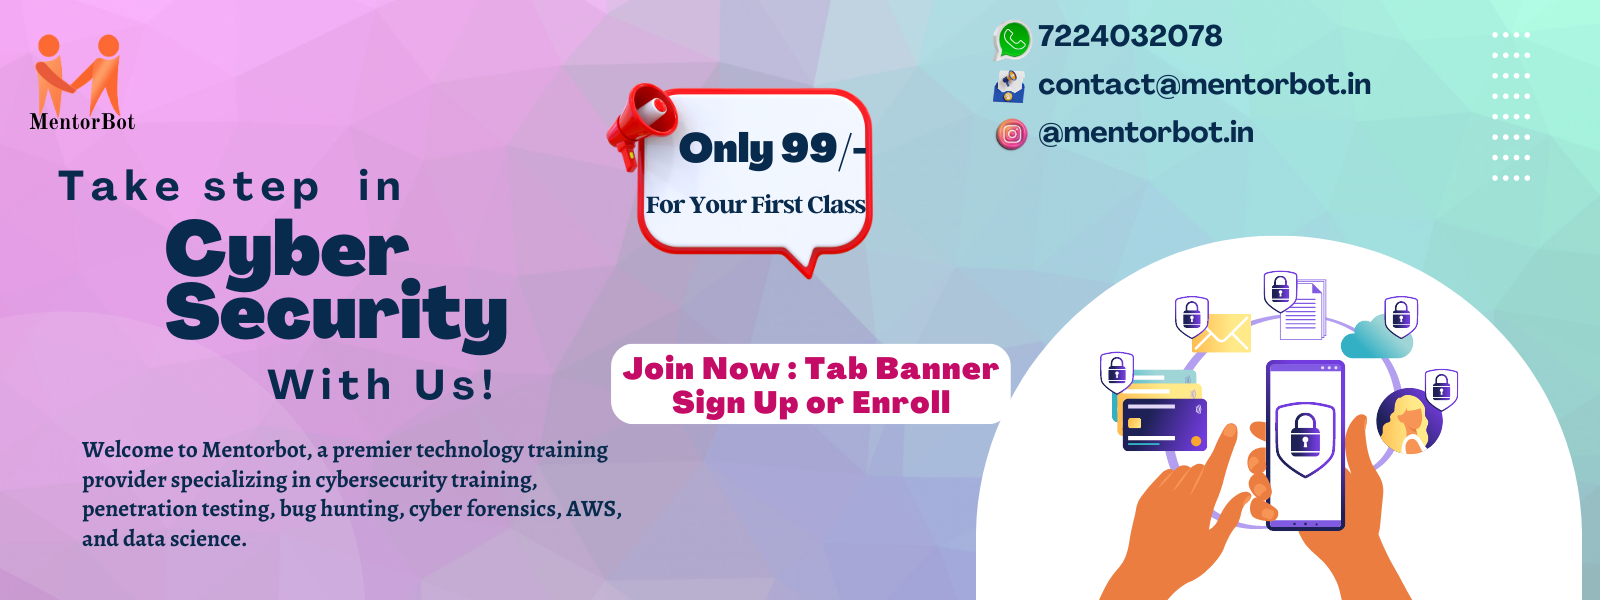 MentorBot
Take step in
Cyber
Security
With Us!
Welcome to Mentorbot, a premier technology training
provider specializing in cybersecurity training,
penetration testing, bug hunting, cyber forensics, AWS,
and data science.
Only 99/-
For Your First Class
Join Now : Tab Banner
Sign Up or Enroll
7224032078
contact@mentorbot.in
@mentorbot.in